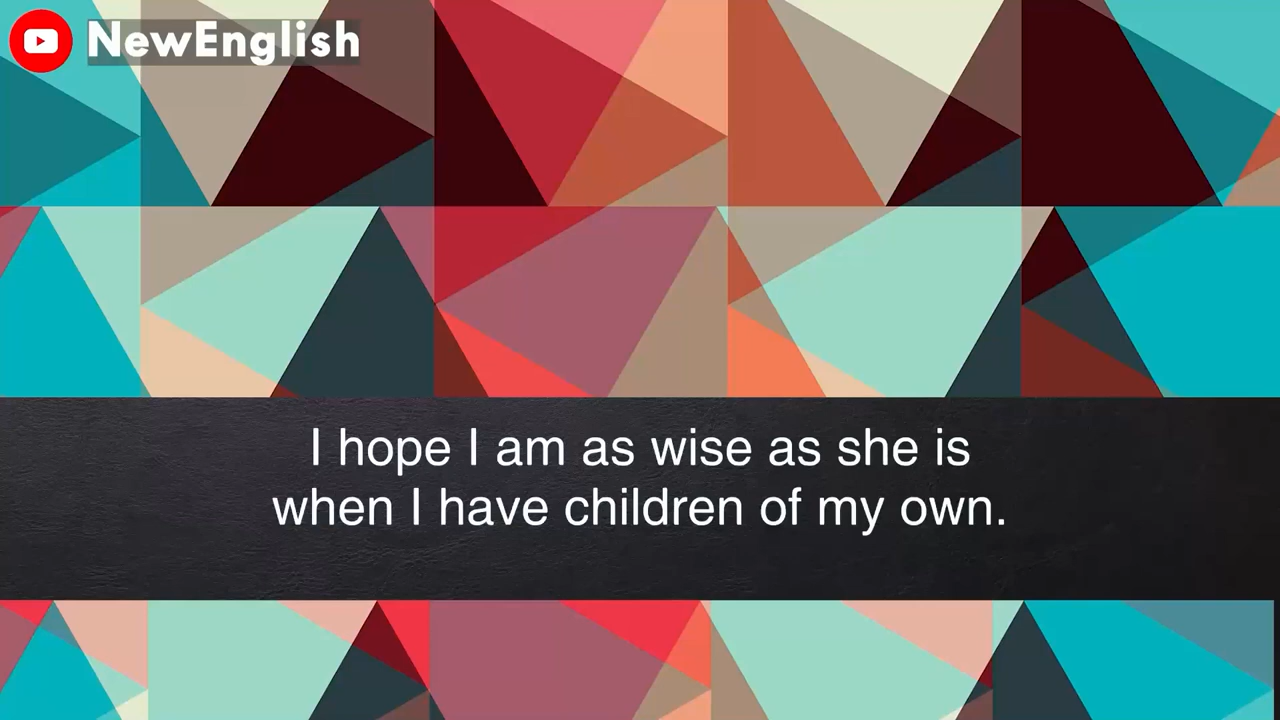 NewEnglish
I hope I am as wise as she is
when I have children of my own.